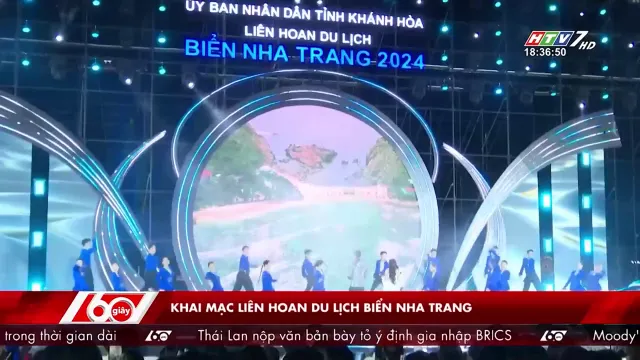 ỦY BAN NHÂN DÂN TỈNH KHÁNH HÒA
LIÊN HOAN DU LỊCH
BIỂN NHA TRANG 2024
HTV7 HD
18:36:50
60 giây
KHAI MẠC LIÊN HOAN DU LỊCH BIỂN NHA TRANG
trong thời gian dài 60 Thái Lan nộp văn bản bày tỏ ý định gia nhập BRICS 60 Moody'